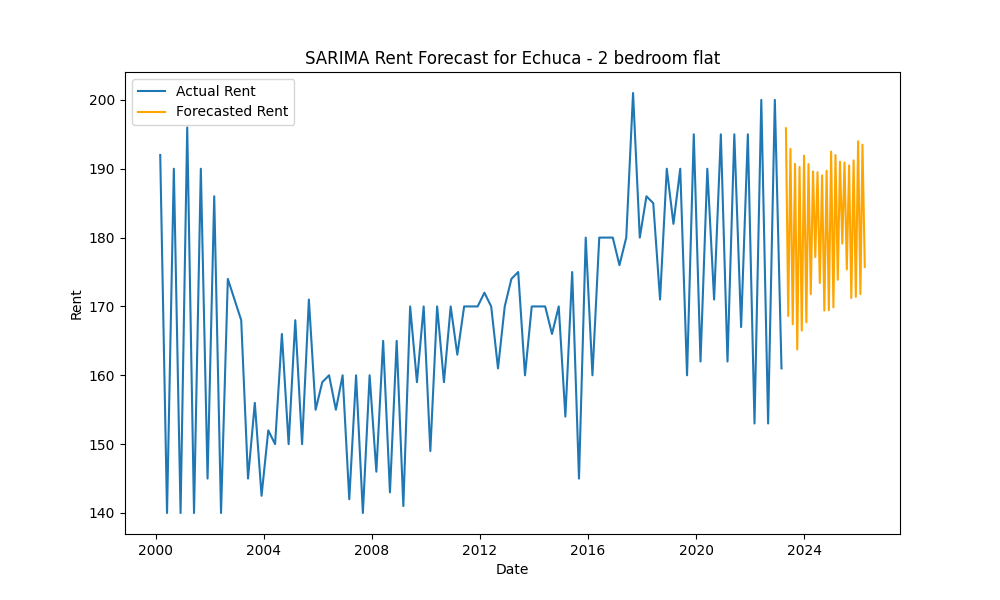 SARIMA Rent Forecast for Echuca - 2 bedroom flat
Actual Rent
Forecasted Rent
200
190
180
170
160
150
140
Rent
2000 2004 2008 2012 2016 2020 2024
Date